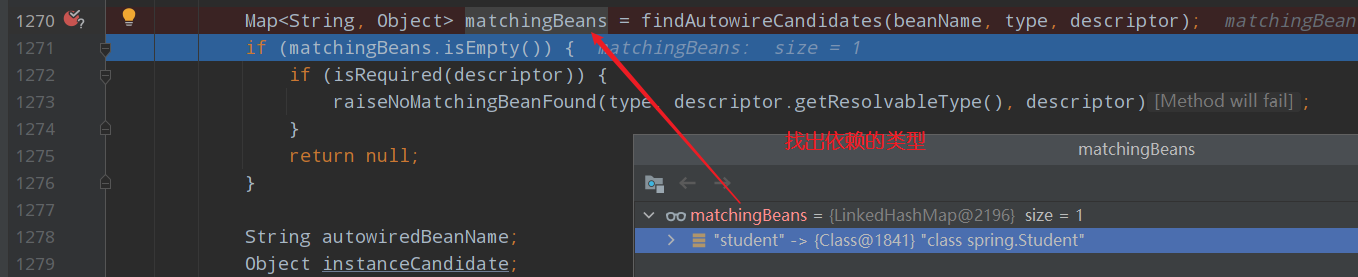 1270 Map<String, Object> matchingBeans = findAutowireCandidates(beanName, type, descriptor); matchingBean
1271 if (matchingBeans.isEmpty()) { matchingBeans: size = 1
1272 if (isRequired(descriptor)) {
1273 raiseNoMatchingBeanFound(type, descriptor.getResolvableType(), descriptor) [Method will fail] ;
1274 }
1275 return null;
1276 }
1277
1278 String autowiredBeanName;
1279 Object instanceCandidate;
找出依赖的类型
matchingBeans
matchingBeans = {LinkedHashMap@2196} size = 1
"student" -> {Class@1841} "class spring.Student"